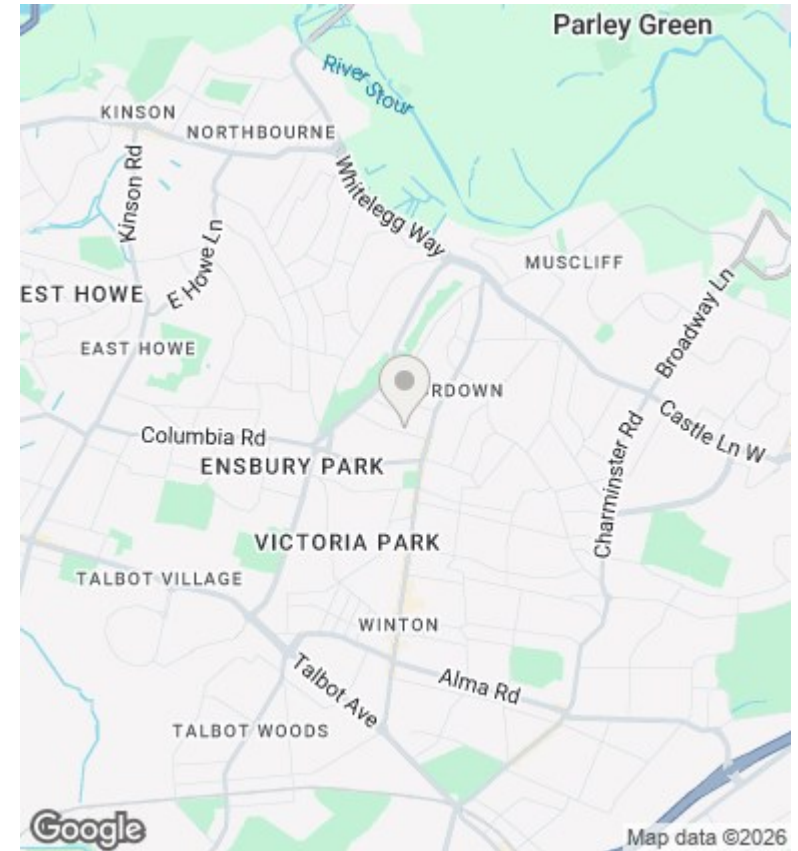 Parley Green
River Stour
KINSON
NORTHBOURNE
Kinson Rd
Whitelegg Way
MUSCLIFF
E Howe Ln
EST HOWE
Broadway Ln
EAST HOWE
RDOWN
Castle Ln W
Columbia Rd
ENSBURY PARK
Charminster Rd
VICTORIA PARK
TALBOT VILLAGE
WINTON
Talbot Ave
Alma Rd
TALBOT WOODS
Google
Map data ©2026